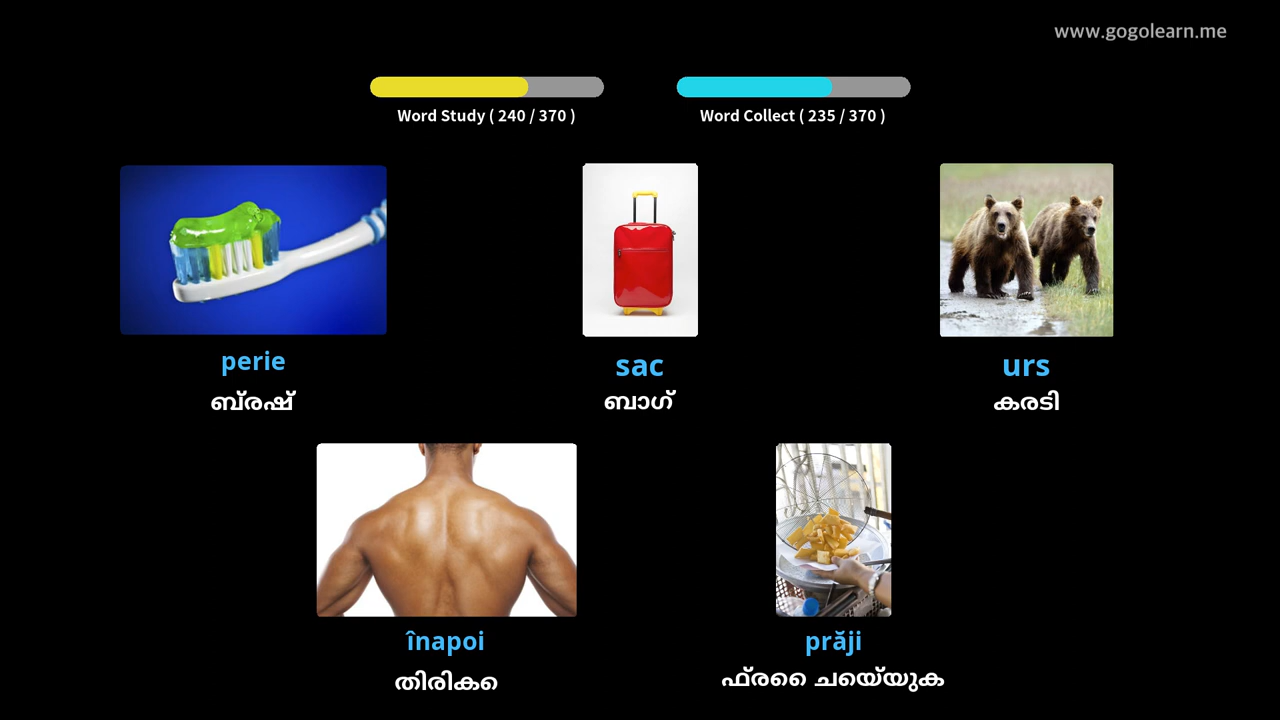 www.gogolearn.me
Word Study ( 240 / 370 )
Word Collect ( 235 / 370 )
perie
ബ്രഷ്
sac
ബാഗ്
urs
കരടി
înapoi
തിരികെ
prăji
ഫ്രൈ ചെയ്യുക